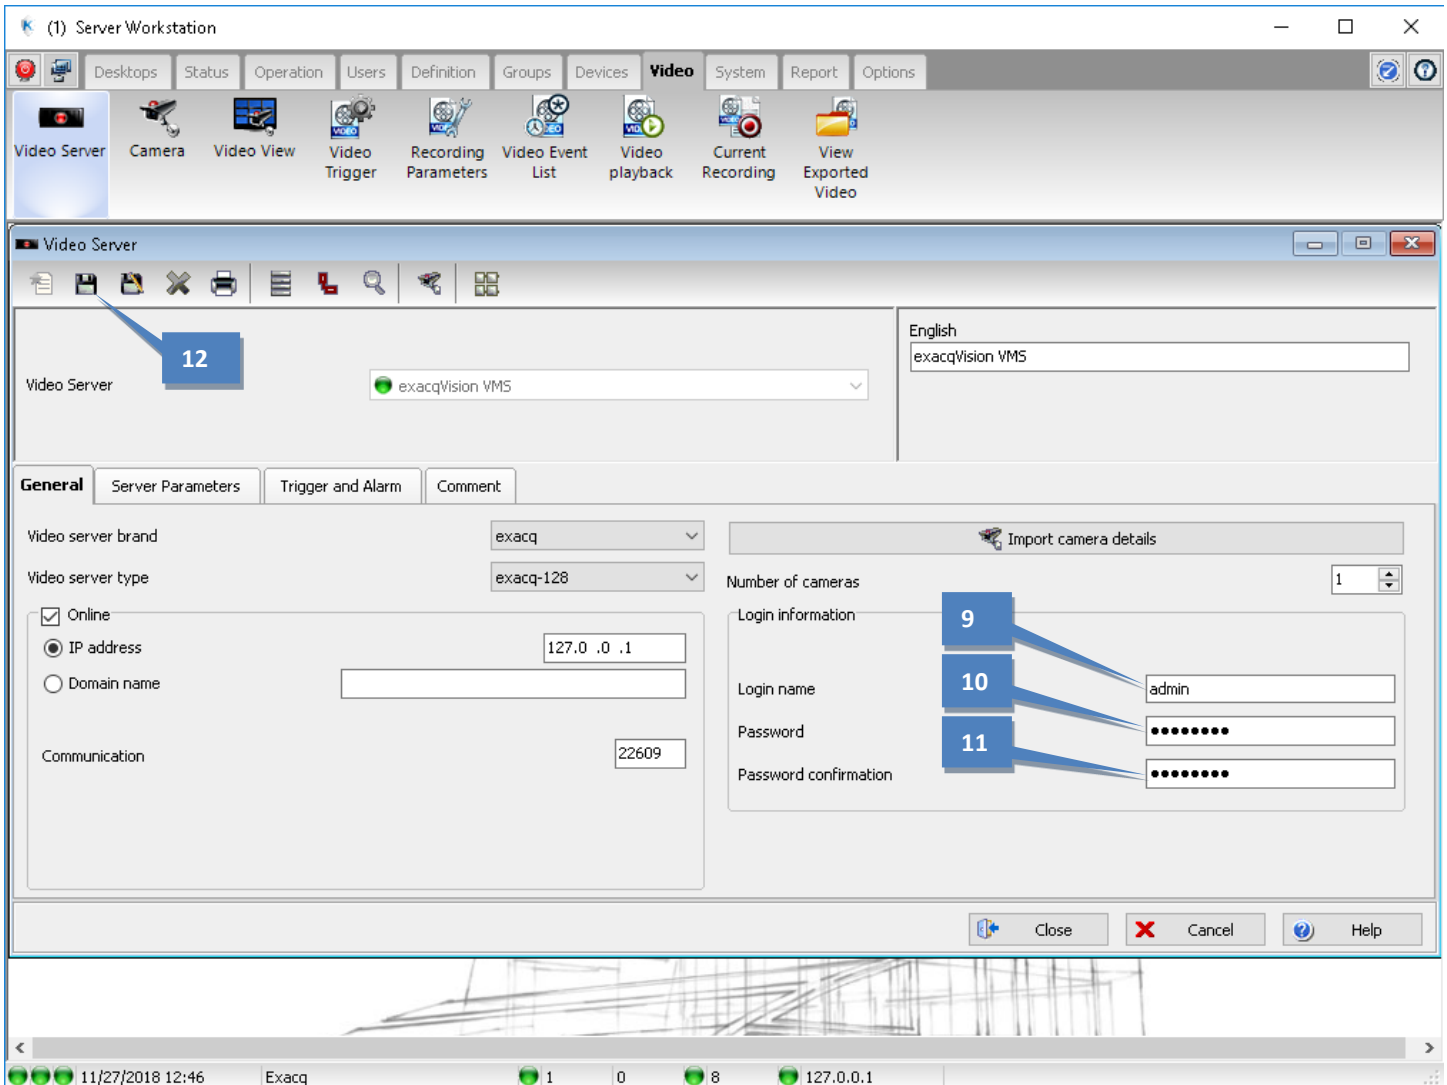 (1) Server Workstation
Desktops Status Operation Users Definition Groups Devices Video System Report Options
Video Server Camera Video View Video Trigger Recording Parameters Video Event List Video playback Current Recording View Exported Video
Video Server
12
Video Server exacqVision VMS
English
exacqVision VMS
General Server Parameters Trigger and Alarm Comment
Video server brand exacq
Import camera details
Video server type exacq-128
Number of cameras 1
Online
IP address 127.0 .0 .1
Domain name
Communication 22609
Login information
9
Login name admin
10
Password ●●●●●●●●
11
Password confirmation ●●●●●●●●
Close Cancel Help
11/27/2018 12:46 Exacq 1 0 8 127.0.0.1